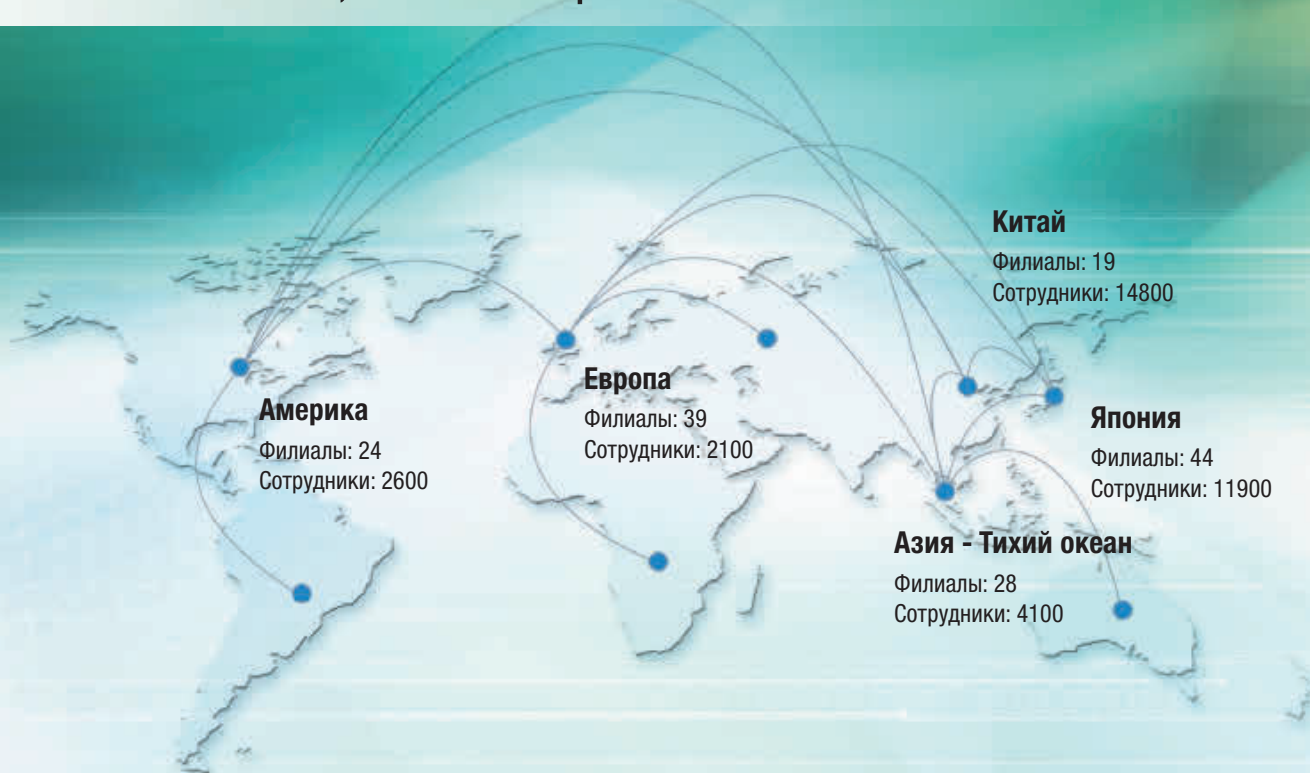 Китай
Филиалы: 19
Сотрудники: 14800
Европа
Филиалы: 39
Сотрудники: 2100
Америка
Филиалы: 24
Сотрудники: 2600
Япония
Филиалы: 44
Сотрудники: 11900
Азия - Тихий океан
Филиалы: 28
Сотрудники: 4100